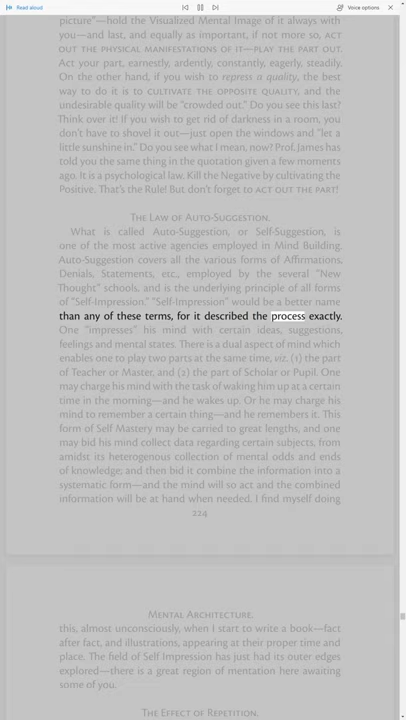 Read aloud
Voice options
picture"—hold the Visualized Mental Image of it always with
you—and last, and equally as important, if not more so, ACT
OUT THE PHYSICAL MANIFESTATIONS OF IT—PLAY THE PART OUT.
Act your part, earnestly, ardently, constantly, eagerly, steadily.
On the other hand, if you wish to repress a quality, the best
way to do it is to CULTIVATE THE OPPOSITE QUALITY, and the
undesirable quality will be "crowded out." Do you see this last?
Think over it! If you wish to get rid of darkness in a room, you
don't have to shovel it out—just open the windows and "let a
little sunshine in." Do you see what I mean, now? Prof. James has
told you the same thing in the quotation given a few moments
ago. It is a psychological law. Kill the Negative by cultivating the
Positive. That's the Rule! But don't forget to ACT OUT THE PART!
The Law of Auto-Suggestion.
What is called Auto-Suggestion, or Self-Suggestion, is
one of the most active agencies employed in Mind Building.
Auto-Suggestion covers all the various forms of Affirmations,
Denials, Statements, etc., employed by the several "New
Thought" schools, and is the underlying principle of all forms
of "Self-Impression." "Self-Impression" would be a better name
than any of these terms, for it described the process exactly.
One "impresses" his mind with certain ideas, suggestions,
feelings and mental states. There is a dual aspect of mind which
enables one to play two parts at the same time, viz. (1) the part
of Teacher or Master, and (2) the part of Scholar or Pupil. One
may charge his mind with the task of waking him up at a certain
time in the morning—and he wakes up. Or he may charge his
mind to remember a certain thing—and he remembers it. This
form of Self Mastery may be carried to great lengths, and one
may bid his mind collect data regarding certain subjects, from
amidst its heterogenous collection of mental odds and ends
of knowledge; and then bid it combine the information into a
systematic form—and the mind will so act and the combined
information will be at hand when needed. I find myself doing
224
Mental Architecture.
this, almost unconsciously, when I start to write a book—fact
after fact, and illustrations, appearing at their proper time and
place. The field of Self Impression has just had its outer edges
explored—there is a great region of mentation here awaiting
some of you.
The Effect of Repetition.